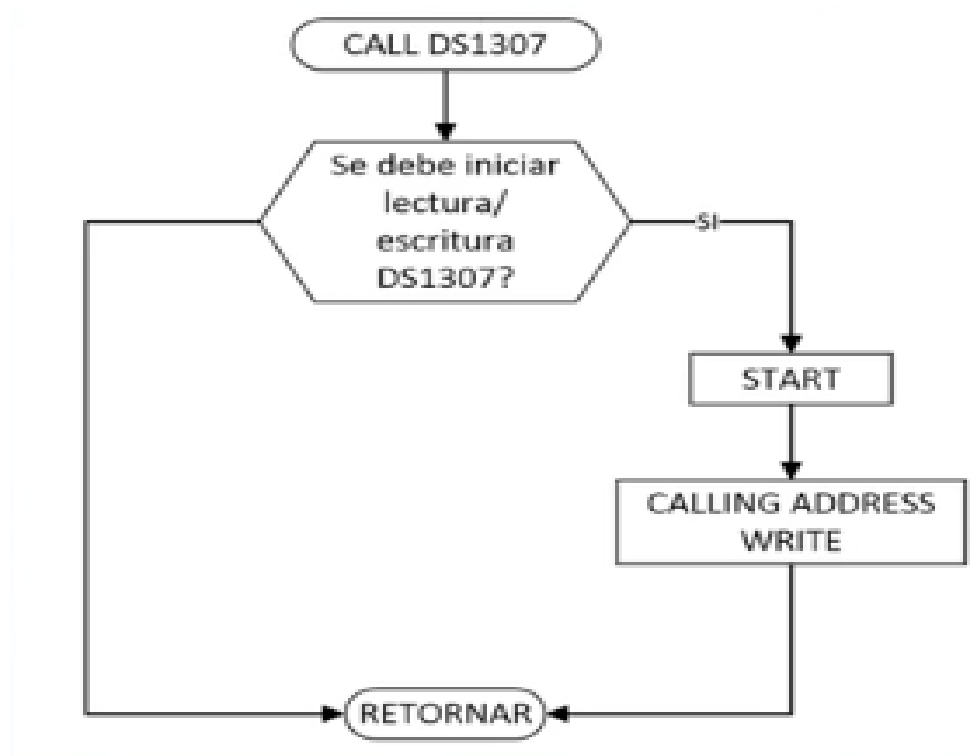 CALL DS1307
Se debe iniciar
lectura/
escritura
DS1307?
SI
START
CALLING ADDRESS
WRITE
RETORNAR